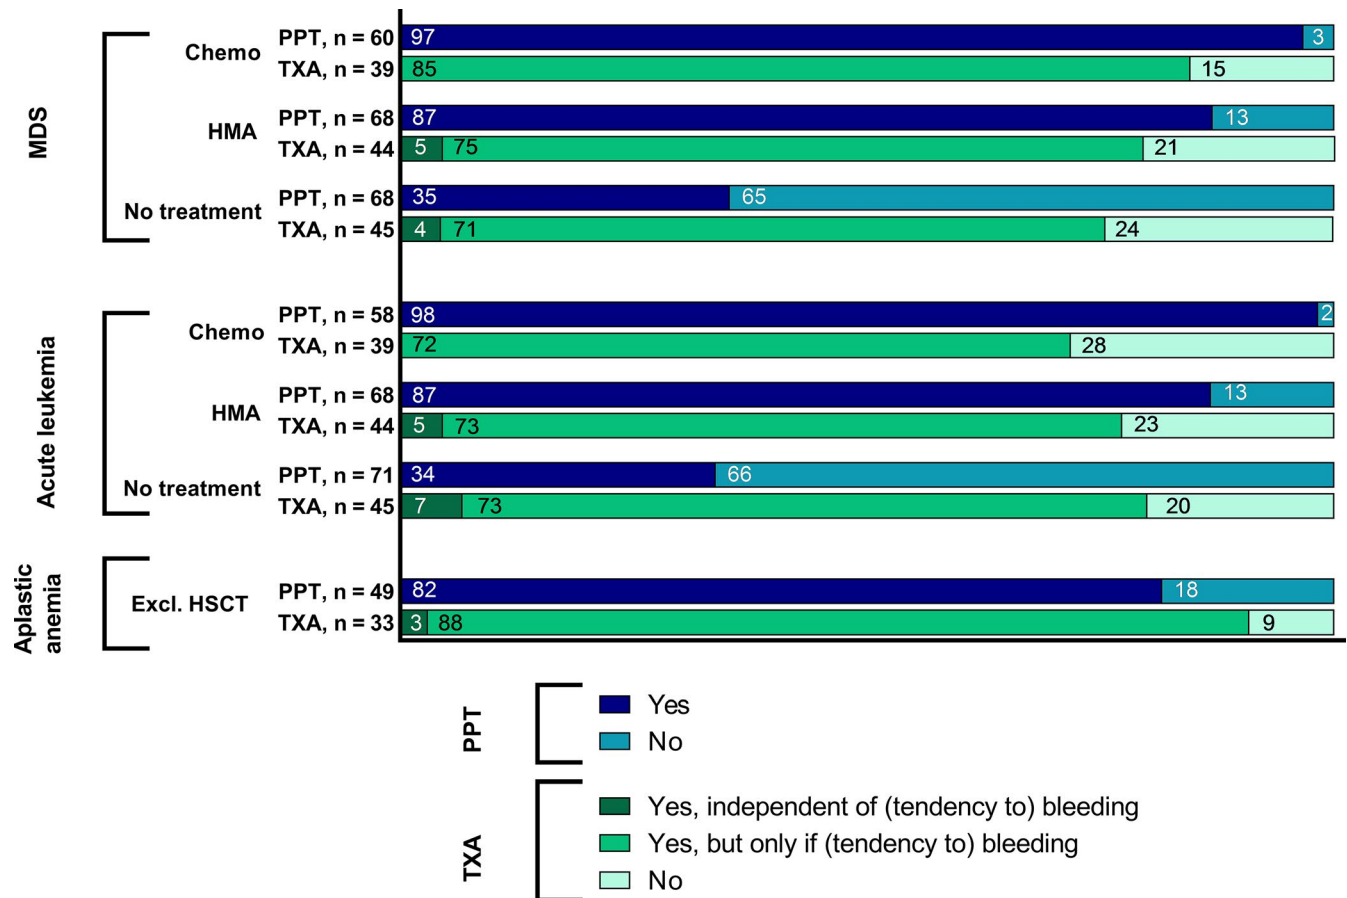 MDS
Chemo
PPT, n = 60 97 3
TXA, n = 39 85 15
HMA
PPT, n = 68 87 13
TXA, n = 44 5 75 21
No treatment
PPT, n = 68 35 65
TXA, n = 45 4 71 24
Acute leukemia
Chemo
PPT, n = 58 98 2
TXA, n = 39 72 28
HMA
PPT, n = 68 87 13
TXA, n = 44 5 73 23
No treatment
PPT, n = 71 34 66
TXA, n = 45 7 73 20
Aplastic
anemia
Excl. HSCT
PPT, n = 49 82 18
TXA, n = 33 3 88 9
PPT
Yes
No
TXA
Yes, independent of (tendency to) bleeding
Yes, but only if (tendency to) bleeding
No